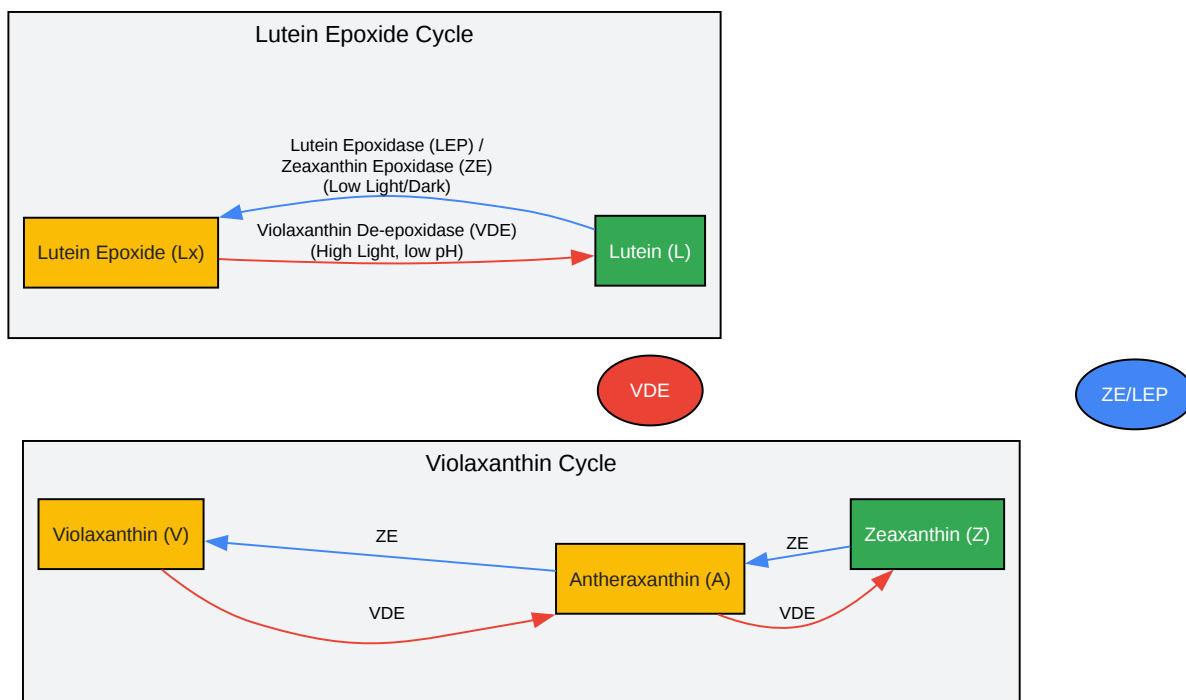 Lutein Epoxide Cycle
Lutein Epoxidase (LEP) /
Zeaxanthin Epoxidase (ZE)
(Low Light/Dark)
Violaxanthin De-epoxidase (VDE)
(High Light, low pH)
Lutein Epoxide (Lx)
Lutein (L)
VDE
ZE/LEP
Violaxanthin Cycle
Violaxanthin (V)
ZE
Antheraxanthin (A)
ZE
Zeaxanthin (Z)
VDE
VDE